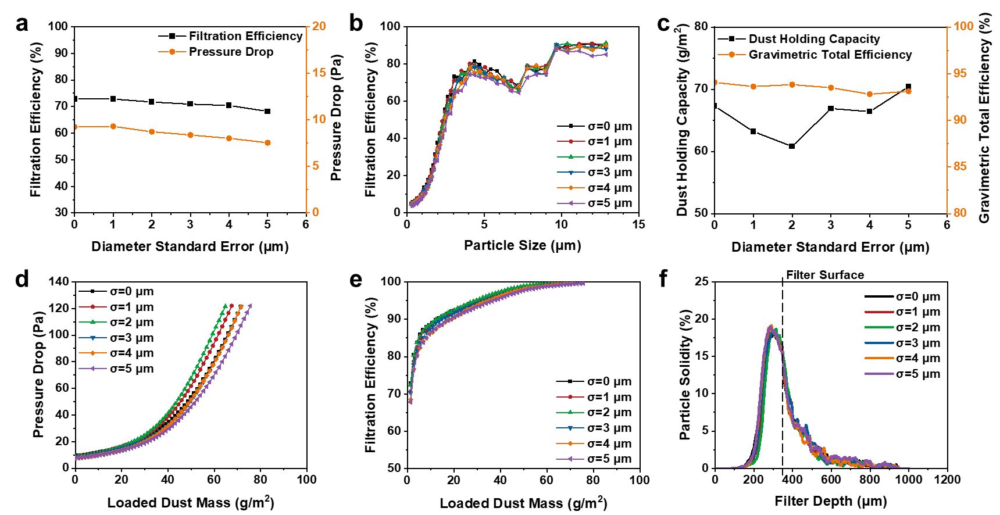 a
100
90
80
70
60
50
40
30
20
15
10
5
0
0 1 2 3 4 5 6
Filtration Efficiency (%)
Pressure Drop (Pa)
Diameter Standard Error (µm)
Filtration Efficiency
Pressure Drop
b
100
80
60
40
20
0
0 5 10 15
Filtration Efficiency (%)
Particle Size (µm)
σ=0 µm
σ=1 µm
σ=2 µm
σ=3 µm
σ=4 µm
σ=5 µm
c
80
70
60
50
100
95
90
85
80
0 1 2 3 4 5 6
Dust Holding Capacity (g/m²)
Gravimetric Total Efficiency (%)
Diameter Standard Error (µm)
Dust Holding Capacity
Gravimetric Total Efficiency
d
140
120
100
80
60
40
20
0
0 20 40 60 80 100
Pressure Drop (Pa)
Loaded Dust Mass (g/m²)
σ=0 µm
σ=1 µm
σ=2 µm
σ=3 µm
σ=4 µm
σ=5 µm
e
100
90
80
70
60
50
0 20 40 60 80 100
Filtration Efficiency (%)
Loaded Dust Mass (g/m²)
σ=0 µm
σ=1 µm
σ=2 µm
σ=3 µm
σ=4 µm
σ=5 µm
f
Filter Surface
25
20
15
10
5
0
0 200 400 600 800 1000 1200
Particle Solidity (%)
Filter Depth (µm)
σ=0 µm
σ=1 µm
σ=2 µm
σ=3 µm
σ=4 µm
σ=5 µm